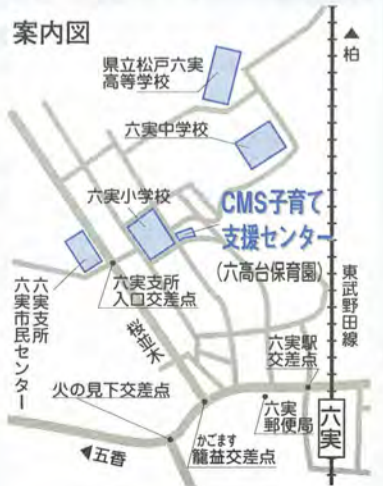 案内図
▲柏
県立松戸六実
高等学校
六実中学校
六実小学校
CMS子育て
支援センター
(六高台保育園)
六実支所
六実市民センター
六実支所
入口交差点
桜並木
東武野田線
六実駅
交差点
火の見下交差点
六実
郵便局
六実
かごます
籠益交差点
◀五香